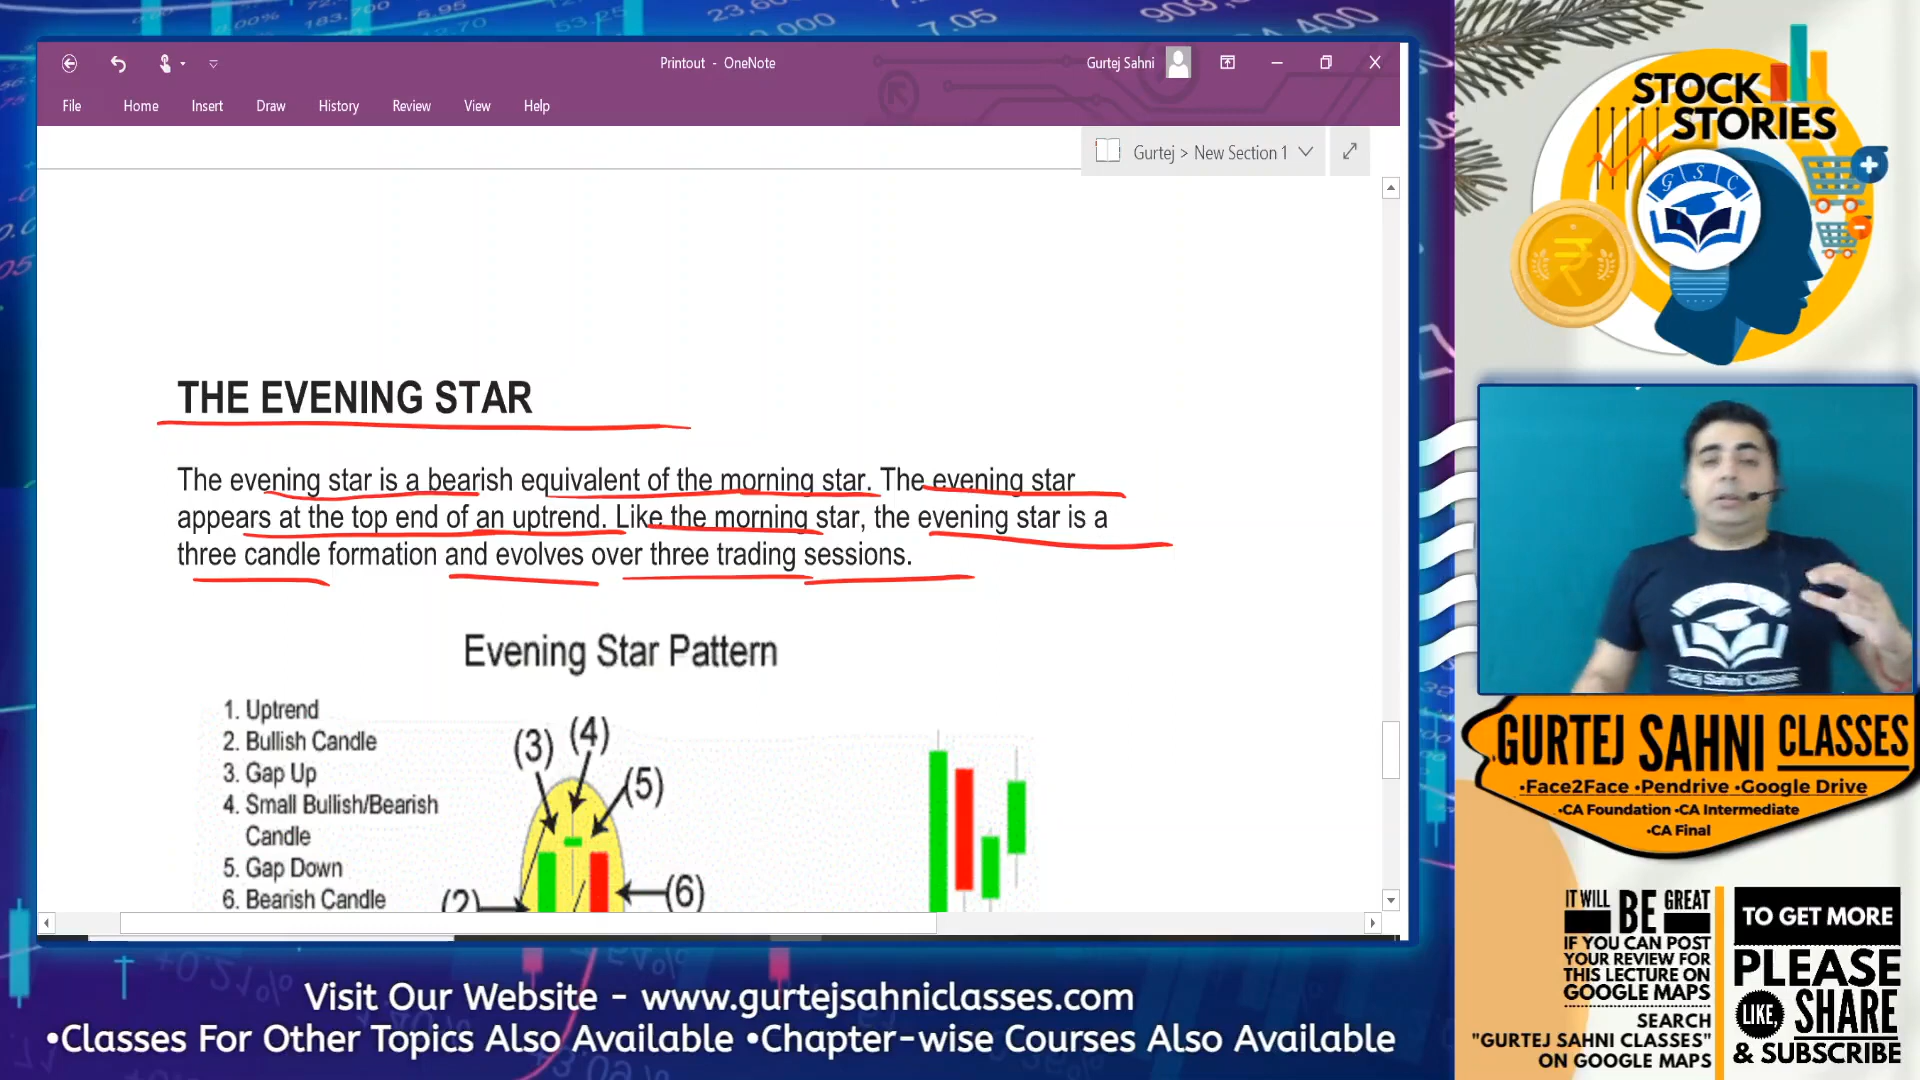 Printout - OneNote
Gurtej Sahni
File Home Insert Draw History Review View Help
Gurtej > New Section 1
THE EVENING STAR
The evening star is a bearish equivalent of the morning star. The evening star
appears at the top end of an uptrend. Like the morning star, the evening star is a
three candle formation and evolves over three trading sessions.
Evening Star Pattern
1. Uptrend
2. Bullish Candle
3. Gap Up
4. Small Bullish/Bearish
Candle
5. Gap Down
6. Bearish Candle
(3)
(4)
(5)
(2)
(6)
STOCK
STORIES
GSC
Gurtej Sahni Classes
GURTEJ SAHNI CLASSES
•Face2Face •Pendrive •Google Drive
•CA Foundation •CA Intermediate
•CA Final
IT WILL BE GREAT
IF YOU CAN POST
YOUR REVIEW FOR
THIS LECTURE ON
GOOGLE MAPS
SEARCH
"GURTEJ SAHNI CLASSES"
ON GOOGLE MAPS
TO GET MORE
PLEASE
LIKE, SHARE
& SUBSCRIBE
Visit Our Website - www.gurtejsahniclasses.com
•Classes For Other Topics Also Available •Chapter-wise Courses Also Available